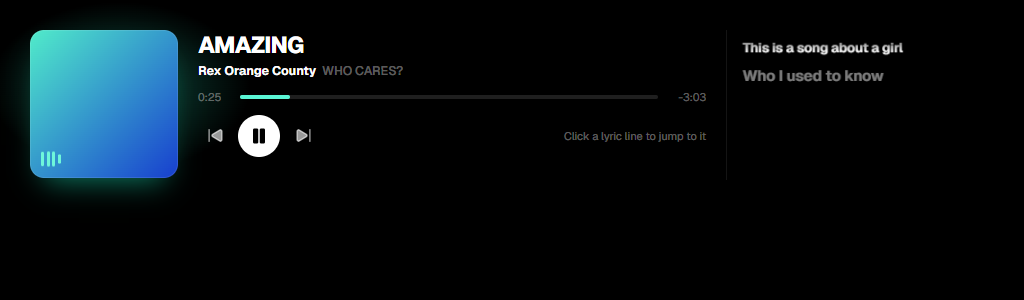 AMAZING
Rex Orange County WHO CARES?
0:25
-3:03
Click a lyric line to jump to it
This is a song about a girl
Who I used to know